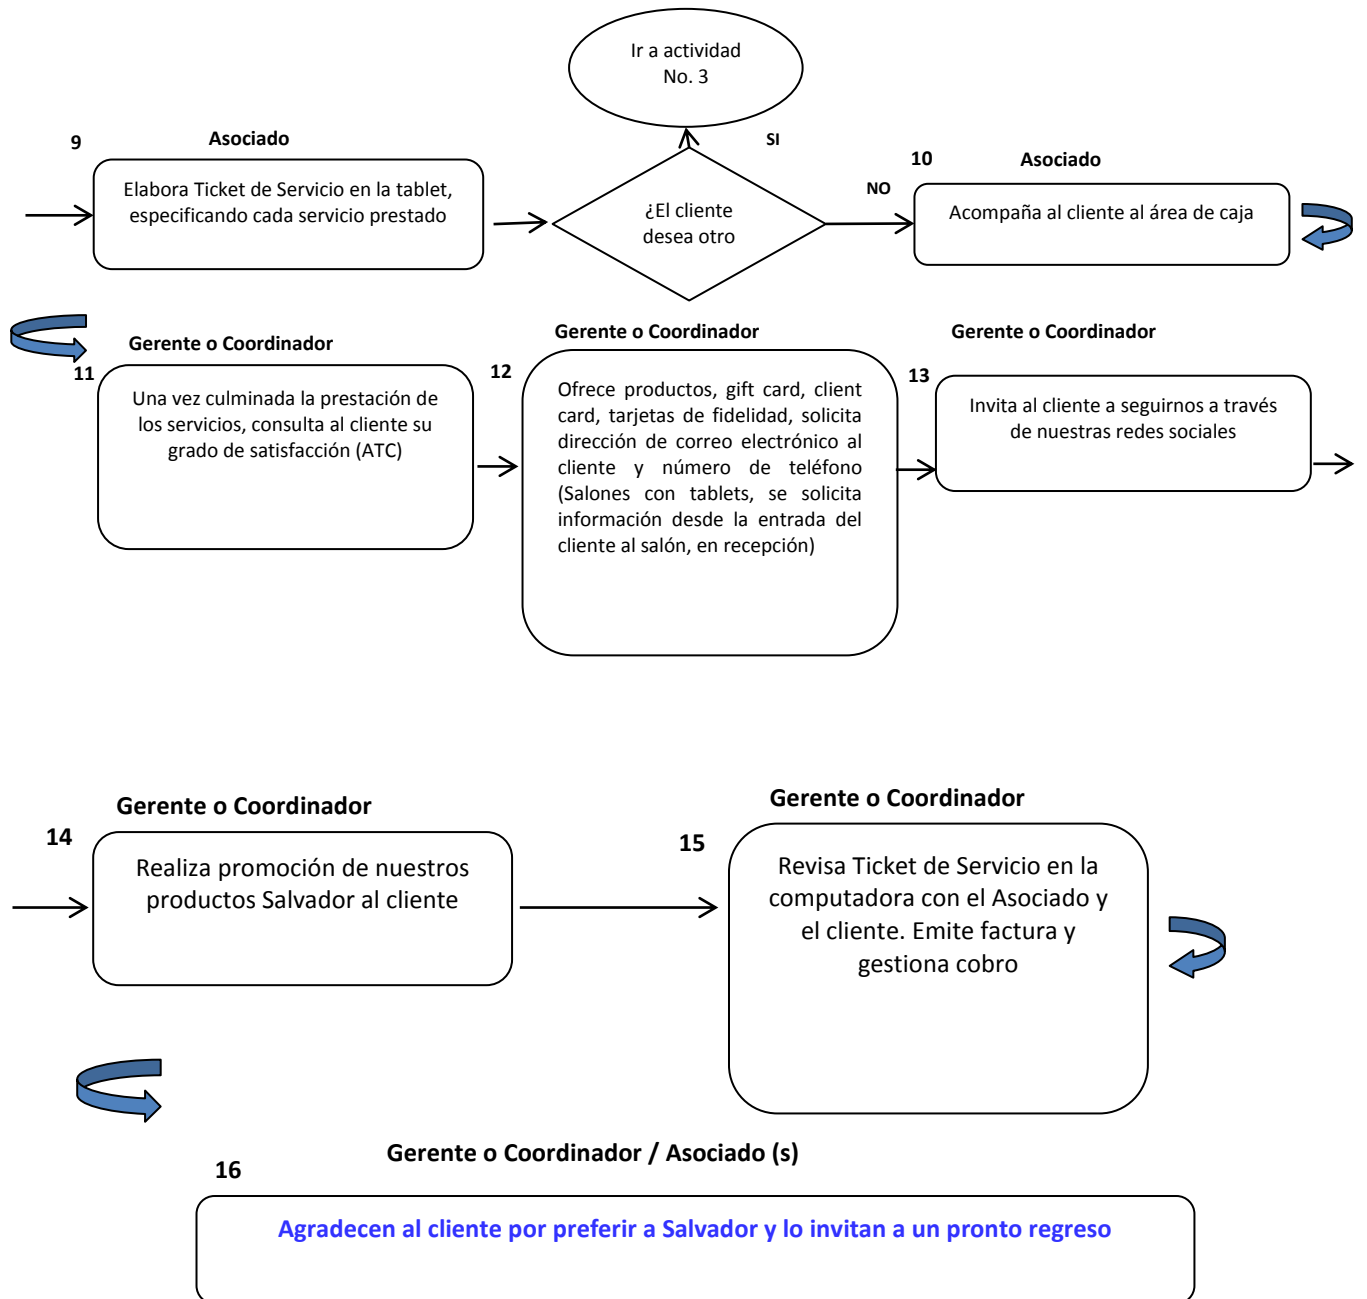 Ir a actividad
No. 3
9
Asociado
SI
10
Asociado
Elabora Ticket de Servicio en la tablet,
especificando cada servicio prestado
¿El cliente
desea otro
NO
Acompaña al cliente al área de caja
Gerente o Coordinador
11
Una vez culminada la prestación de
los servicios, consulta al cliente su
grado de satisfacción (ATC)
Gerente o Coordinador
12
Ofrece productos, gift card, client
card, tarjetas de fidelidad, solicita
dirección de correo electrónico al
cliente y número de teléfono
(Salones con tablets, se solicita
información desde la entrada del
cliente al salón, en recepción)
Gerente o Coordinador
13
Invita al cliente a seguirnos a través
de nuestras redes sociales
Gerente o Coordinador
14
Realiza promoción de nuestros
productos Salvador al cliente
Gerente o Coordinador
15
Revisa Ticket de Servicio en la
computadora con el Asociado y
el cliente. Emite factura y
gestiona cobro
Gerente o Coordinador / Asociado (s)
16
Agradecen al cliente por preferir a Salvador y lo invitan a un pronto regreso